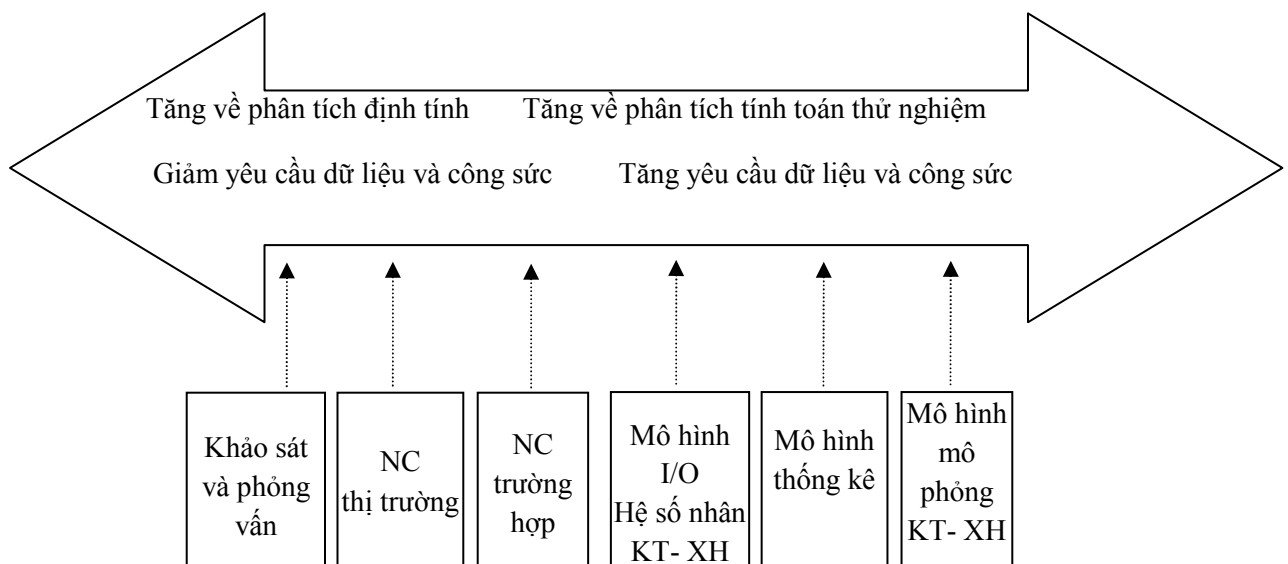 Tăng về phân tích định tính Tăng về phân tích tính toán thử nghiệm
Giảm yêu cầu dữ liệu và công sức Tăng yêu cầu dữ liệu và công sức
Khảo sát
và phỏng
vấn
NC
thị trường
NC
trường
hợp
Mô hình
I/O
Hệ số nhân
KT- XH
Mô hình
thống kê
Mô hình
mô
phỏng
KT- XH